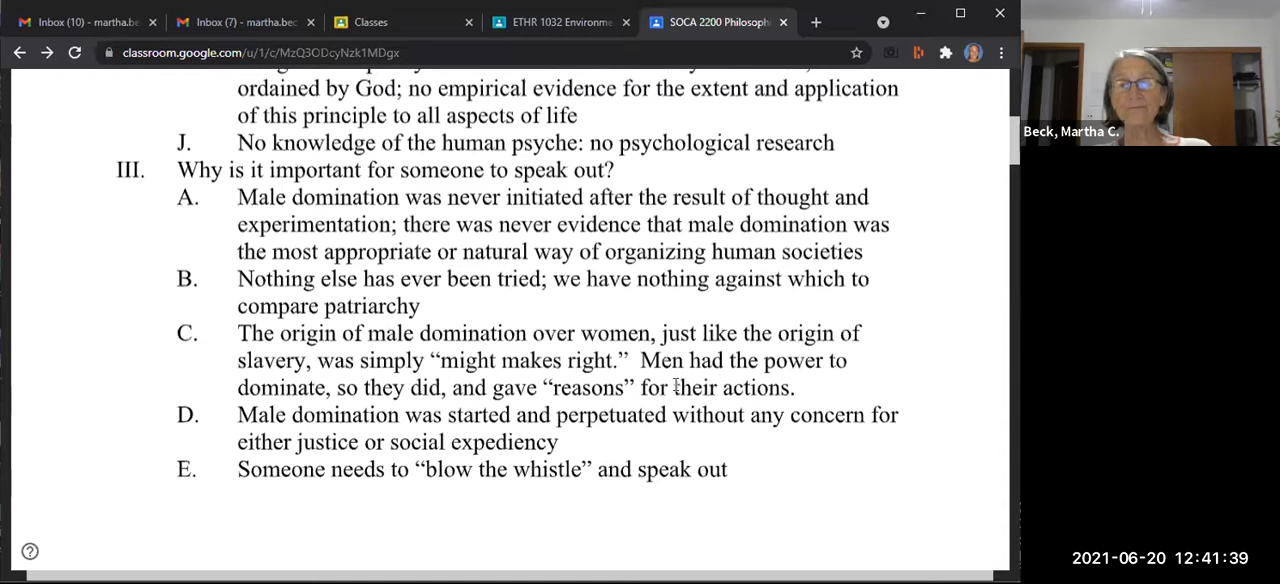 Inbox (10) - martha.be
Inbox (7) - martha.bec
Classes
ETHR 1032 Environme
SOCA 2200 Philosoph
classroom.google.com/u/1/c/MzQ3ODcyNzk1MDgx
ordained by God; no empirical evidence for the extent and application
of this principle to all aspects of life
J. No knowledge of the human psyche: no psychological research
III. Why is it important for someone to speak out?
A. Male domination was never initiated after the result of thought and
experimentation; there was never evidence that male domination was
the most appropriate or natural way of organizing human societies
B. Nothing else has ever been tried; we have nothing against which to
compare patriarchy
C. The origin of male domination over women, just like the origin of
slavery, was simply “might makes right.” Men had the power to
dominate, so they did, and gave “reasons” for their actions.
D. Male domination was started and perpetuated without any concern for
either justice or social expediency
E. Someone needs to “blow the whistle” and speak out
Beck, Martha C.
2021-06-20 12:41:39